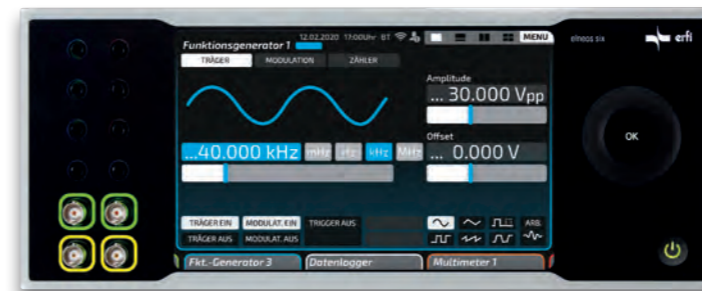 12.02.2020 17:00Uhr BT MENU
Funktionsgenerator 1
TRÄGER MODULATION ZÄHLER
elneos six erfi
Amplitude
... 30.000 Vpp
Offset
... 0.000 V
...40.000 kHz mHz Hz kHz MHz
OK
TRÄGER EIN MODULAT. EIN TRIGGER AUS
TRÄGER AUS MODULAT. AUS
ARB.
Fkt.-Generator 3 Datenlogger Multimeter 1